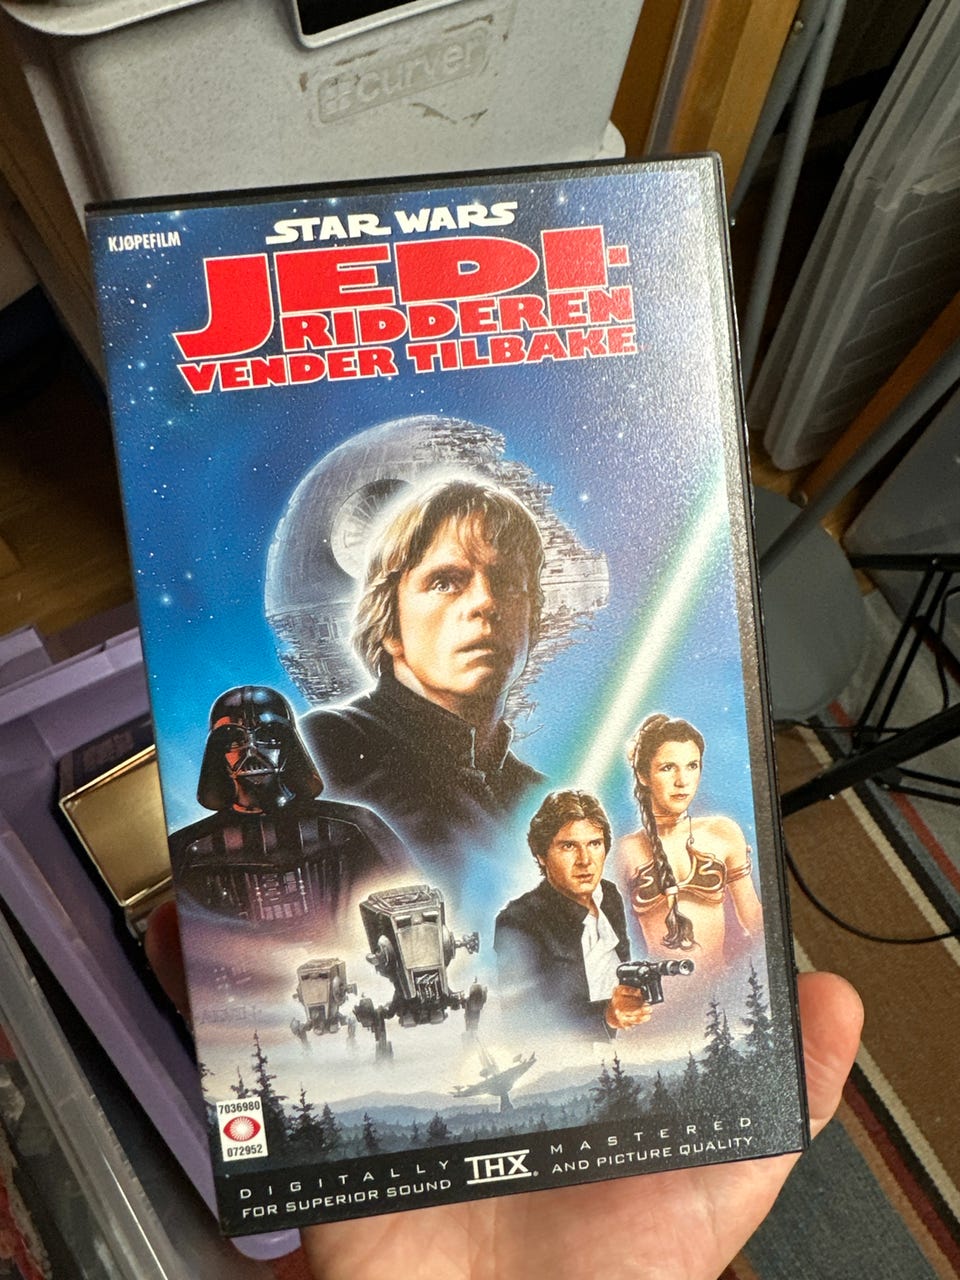 curver
KJØPEFILM
STAR WARS
JEDI-
RIDDEREN
VENDER TILBAKE
7036980
072952
DIGITALLY THX MASTERED
FOR SUPERIOR SOUND AND PICTURE QUALITY.